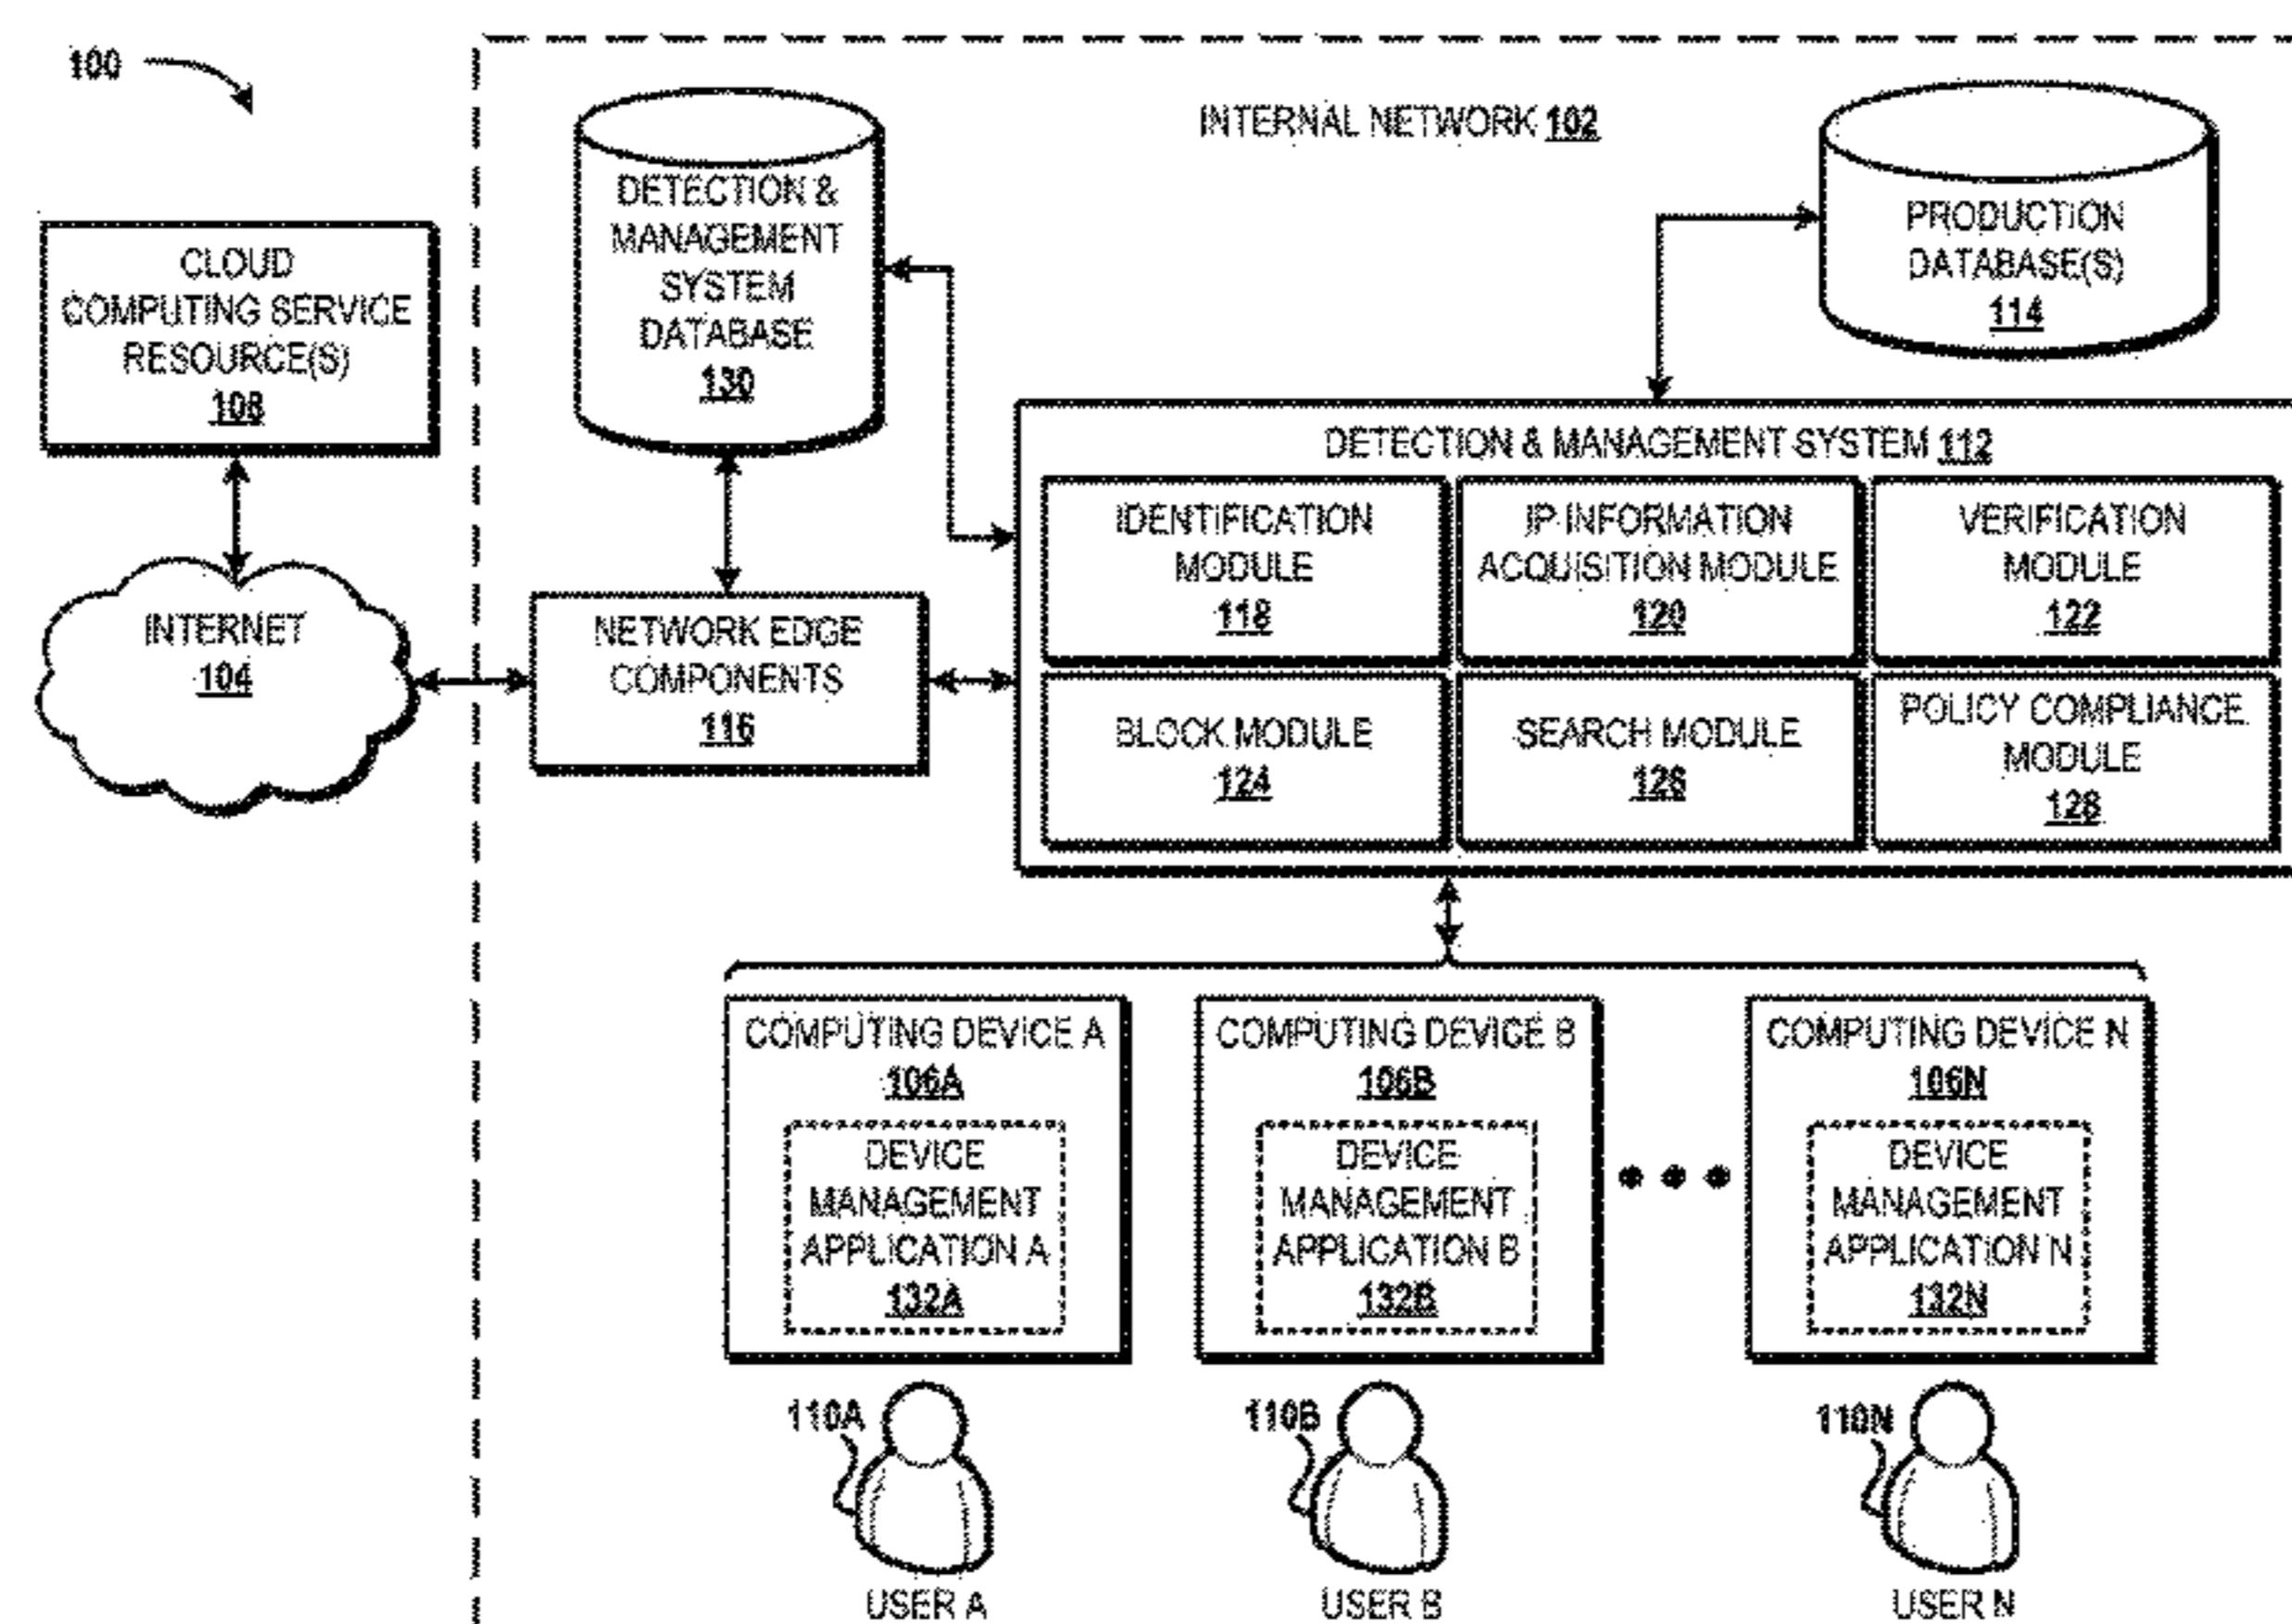 100
INTERNAL NETWORK 102
DETECTION &
MANAGEMENT
SYSTEM
DATABASE
130
PRODUCTION
DATABASE(S)
114
CLOUD
COMPUTING SERVICE
RESOURCE(S)
108
INTERNET
104
NETWORK EDGE
COMPONENTS
116
DETECTION & MANAGEMENT SYSTEM 112
IDENTIFICATION
MODULE
118
IP INFORMATION
ACQUISITION MODULE
120
VERIFICATION
MODULE
122
BLOCK MODULE
124
SEARCH MODULE
126
POLICY COMPLIANCE
MODULE
128
COMPUTING DEVICE A
106A
DEVICE
MANAGEMENT
APPLICATION A
132A
COMPUTING DEVICE B
106B
DEVICE
MANAGEMENT
APPLICATION B
132B
COMPUTING DEVICE N
106N
DEVICE
MANAGEMENT
APPLICATION N
132N
110A
USER A
110B
USER B
110N
USER N